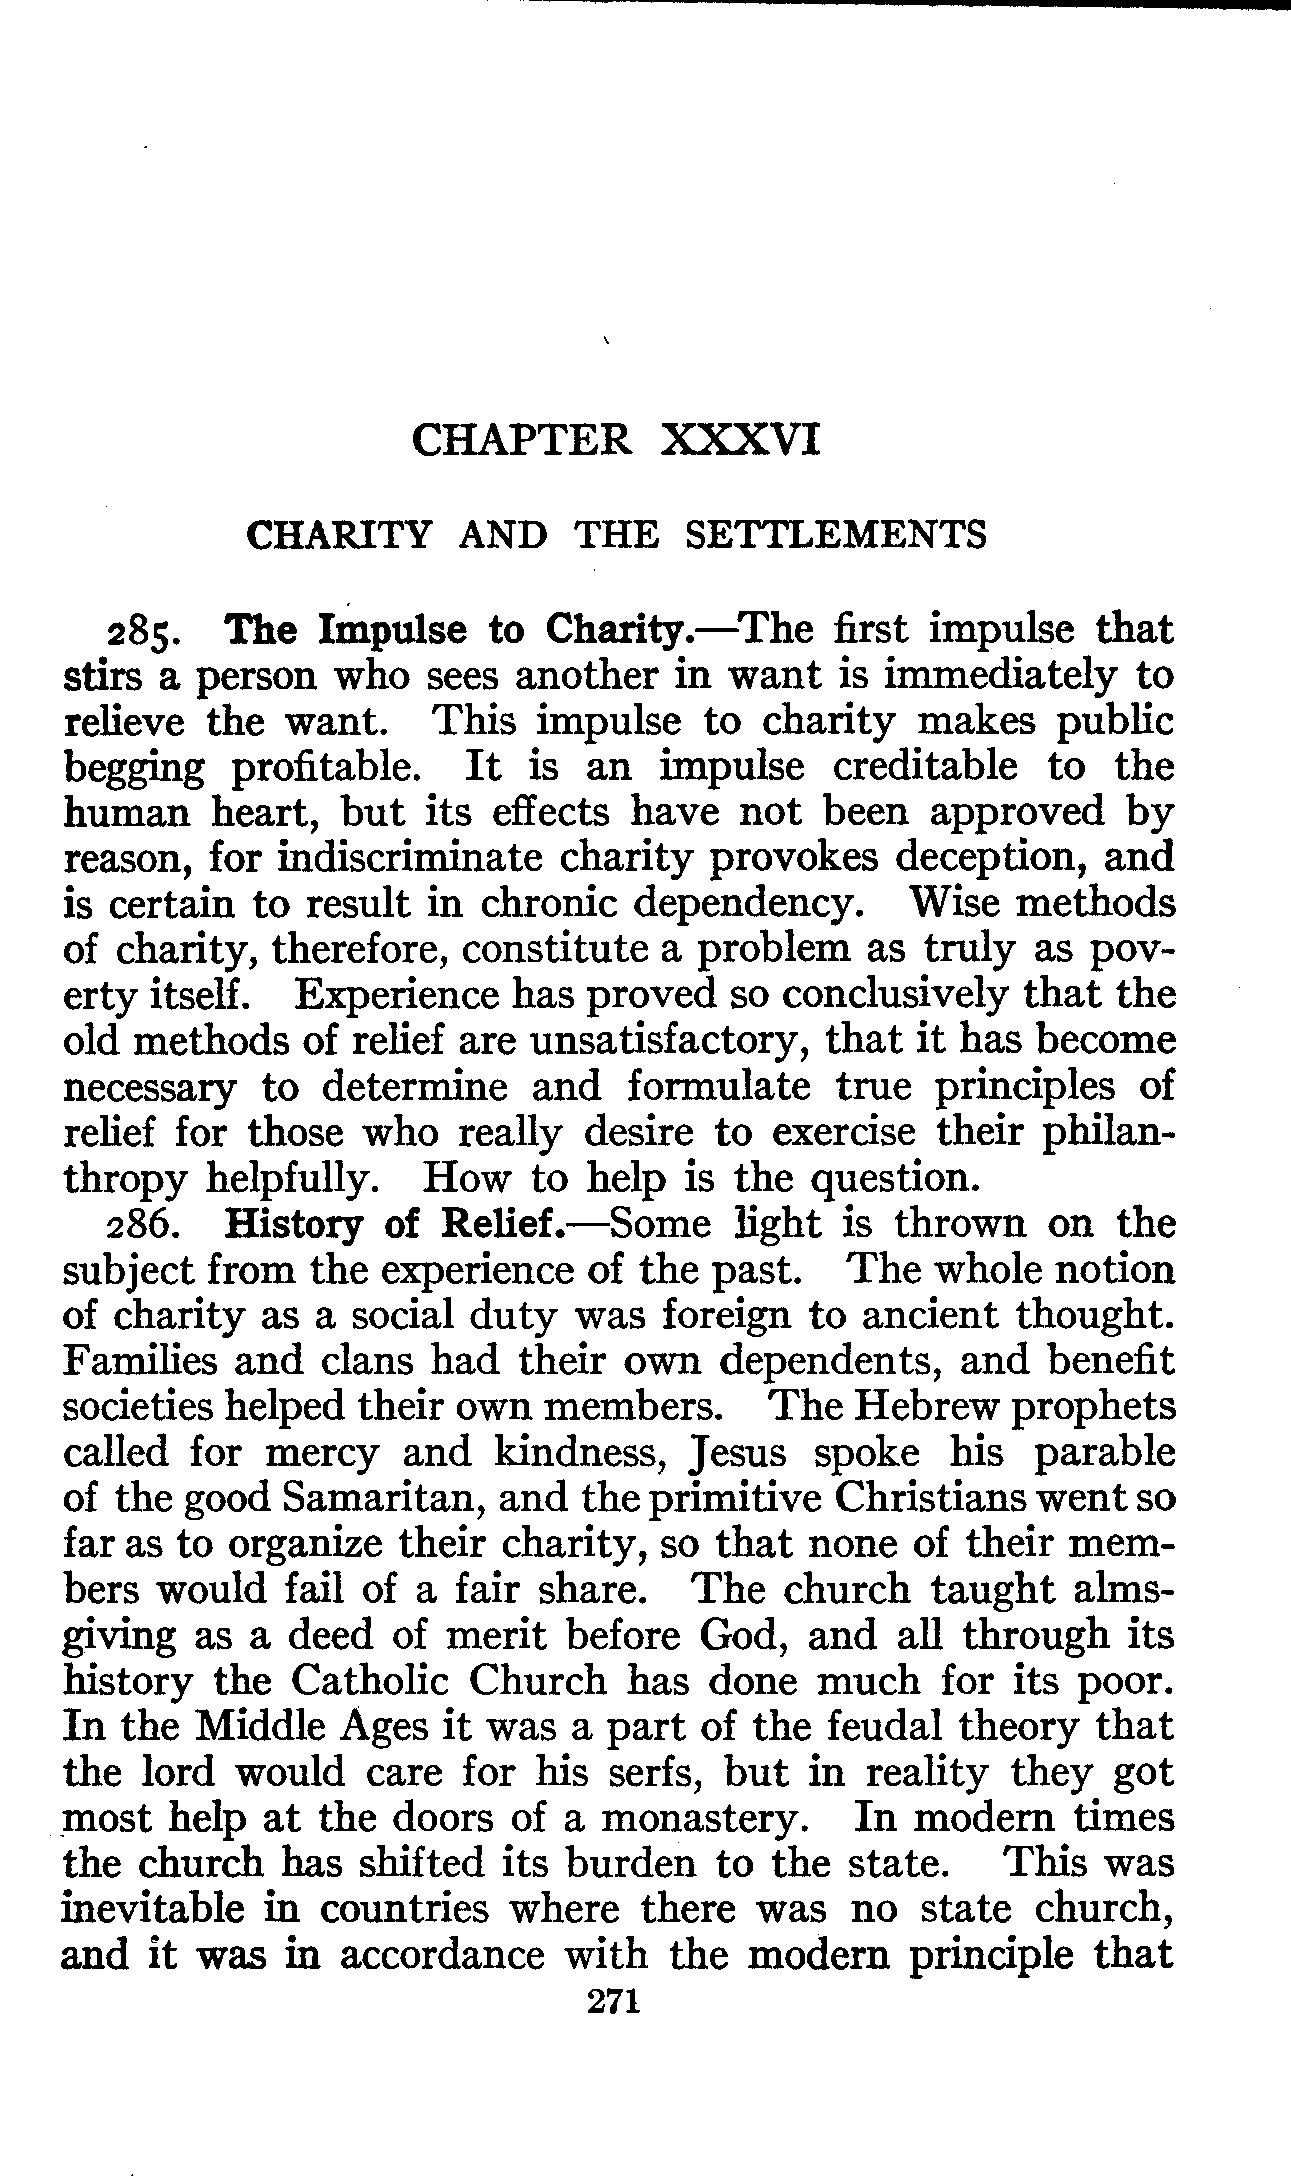 CHAPTER XXXVI
CHARITY AND THE SETTLEMENTS
285. The Impulse to Charity.—The first impulse that
stirs a person who sees another in want is immediately to
relieve the want. This impulse to charity makes public
begging profitable. It is an impulse creditable to the
human heart, but its effects have not been approved by
reason, for indiscriminate charity provokes deception, and
is certain to result in chronic dependency. Wise methods
of charity, therefore, constitute a problem as truly as pov-
erty itself. Experience has proved so conclusively that the
old methods of relief are unsatisfactory, that it has become
necessary to determine and formulate true principles of
relief for those who really desire to exercise their philan-
thropy helpfully. How to help is the question.
286. History of Relief.—Some light is thrown on the
subject from the experience of the past. The whole notion
of charity as a social duty was foreign to ancient thought.
Families and clans had their own dependents, and benefit
societies helped their own members. The Hebrew prophets
called for mercy and kindness, Jesus spoke his parable
of the good Samaritan, and the primitive Christians went so
far as to organize their charity, so that none of their mem-
bers would fail of a fair share. The church taught alms-
giving as a deed of merit before God, and all through its
history the Catholic Church has done much for its poor.
In the Middle Ages it was a part of the feudal theory that
the lord would care for his serfs, but in reality they got
most help at the doors of a monastery. In modern times
the church has shifted its burden to the state. This was
inevitable in countries where there was no state church,
and it was in accordance with the modern principle that
271